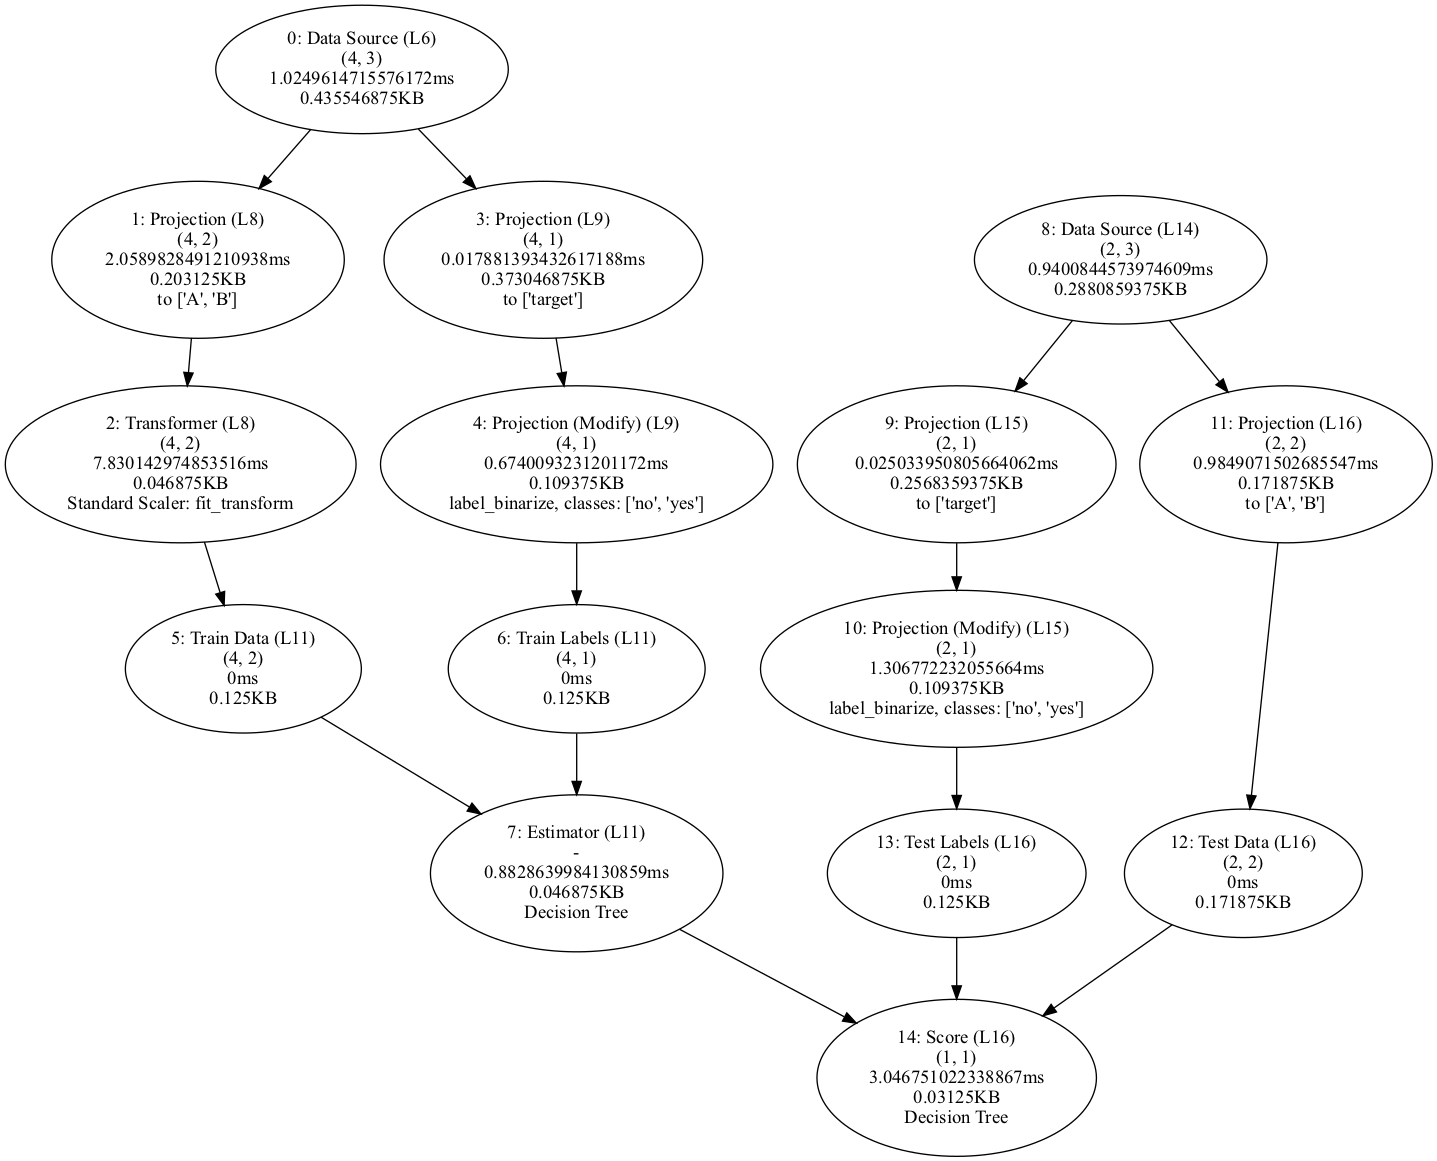 0: Data Source (L6)
(4, 3)
1.0249614715576172ms
0.435546875KB
1: Projection (L8)
(4, 2)
2.0589828491210938ms
0.203125KB
to ['A', 'B']
3: Projection (L9)
(4, 1)
0.017881393432617188ms
0.373046875KB
to ['target']
8: Data Source (L14)
(2, 3)
0.9400844573974609ms
0.2880859375KB
2: Transformer (L8)
(4, 2)
7.830142974853516ms
0.046875KB
Standard Scaler: fit_transform
4: Projection (Modify) (L9)
(4, 1)
0.6740093231201172ms
0.109375KB
label_binarize, classes: ['no', 'yes']
9: Projection (L15)
(2, 1)
0.025033950805664062ms
0.2568359375KB
to ['target']
11: Projection (L16)
(2, 2)
0.9849071502685547ms
0.171875KB
to ['A', 'B']
5: Train Data (L11)
(4, 2)
0ms
0.125KB
6: Train Labels (L11)
(4, 1)
0ms
0.125KB
10: Projection (Modify) (L15)
(2, 1)
1.306772232055664ms
0.109375KB
label_binarize, classes: ['no', 'yes']
7: Estimator (L11)
-
0.8828639984130859ms
0.046875KB
Decision Tree
13: Test Labels (L16)
(2, 1)
0ms
0.125KB
12: Test Data (L16)
(2, 2)
0ms
0.171875KB
14: Score (L16)
(1, 1)
3.046751022338867ms
0.03125KB
Decision Tree